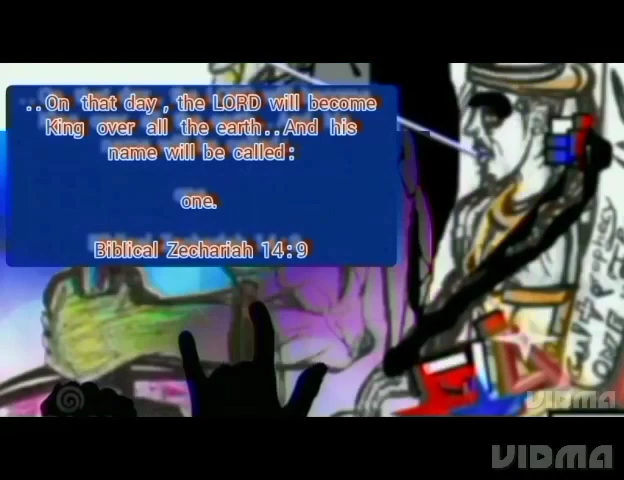 ..On that day , the LORD will become
King over all the earth..And his
name will be called:
one.
Biblical Zechariah 14:9
VIDMA
VIDMA